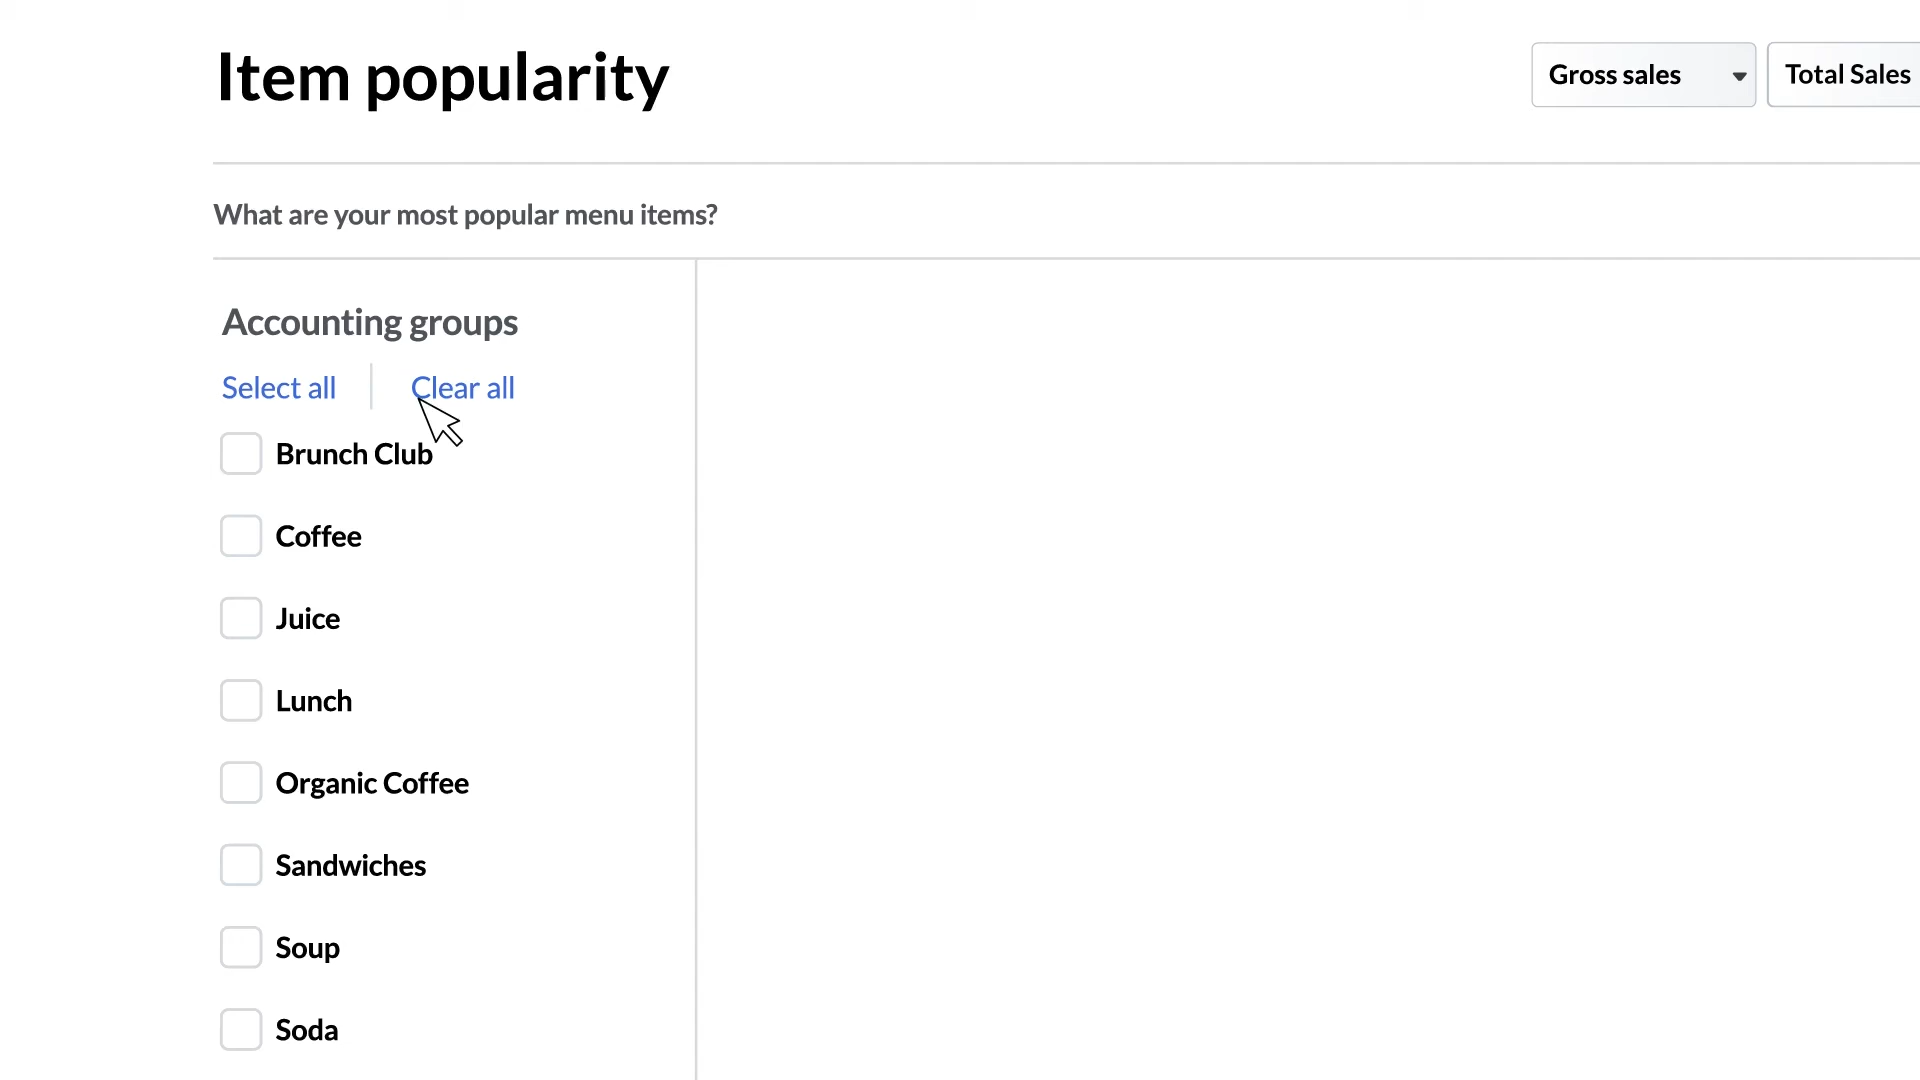 Item popularity
Gross sales
Total Sales
What are your most popular menu items?
Accounting groups
Select all
Clear all
Brunch Club
Coffee
Juice
Lunch
Organic Coffee
Sandwiches
Soup
Soda